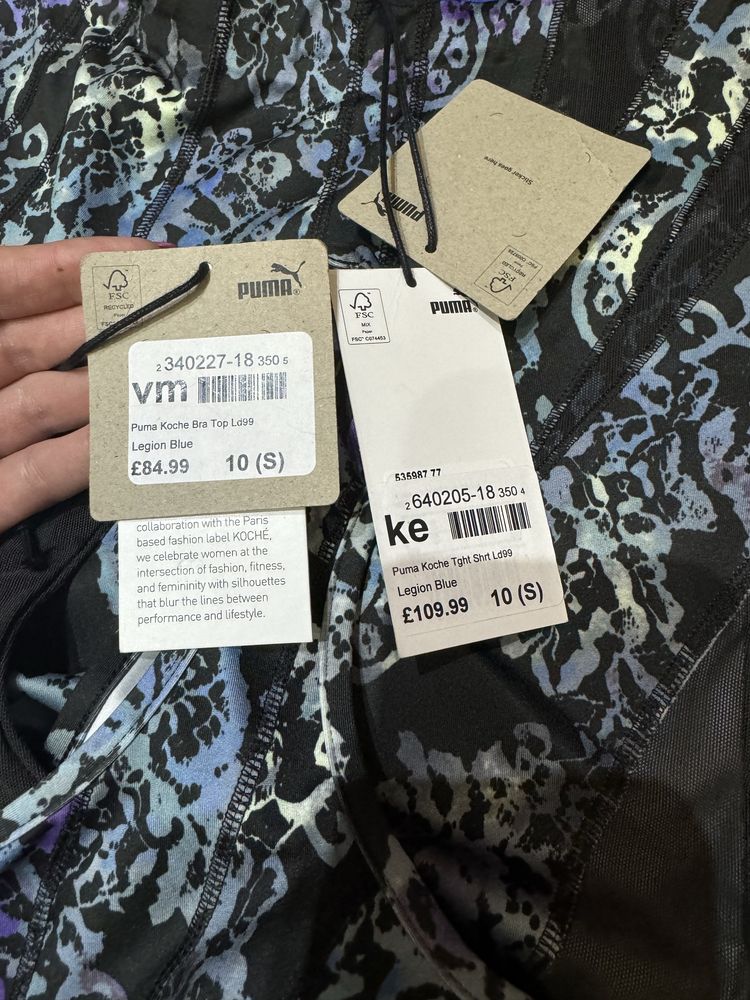 Sticker goes here
PUMA
FSC
RECYCLED
Paper
PUMA®
2 340227-18 350 5
vm
Puma Koche Bra Top Ld99
Legion Blue
£84.99 10 (S)
collaboration with the Paris
based fashion label KOCHÉ,
we celebrate women at the
intersection of fashion, fitness,
and femininity with silhouettes
that blur the lines between
performance and lifestyle.
FSC
MIX
Paper
FSC® C074453
PUMA®
535987 77
2 640205-18 350 4
ke
Puma Koche Tght Shrt Ld99
Legion Blue
£109.99 10 (S)
FSC
RECYCLED
Paper